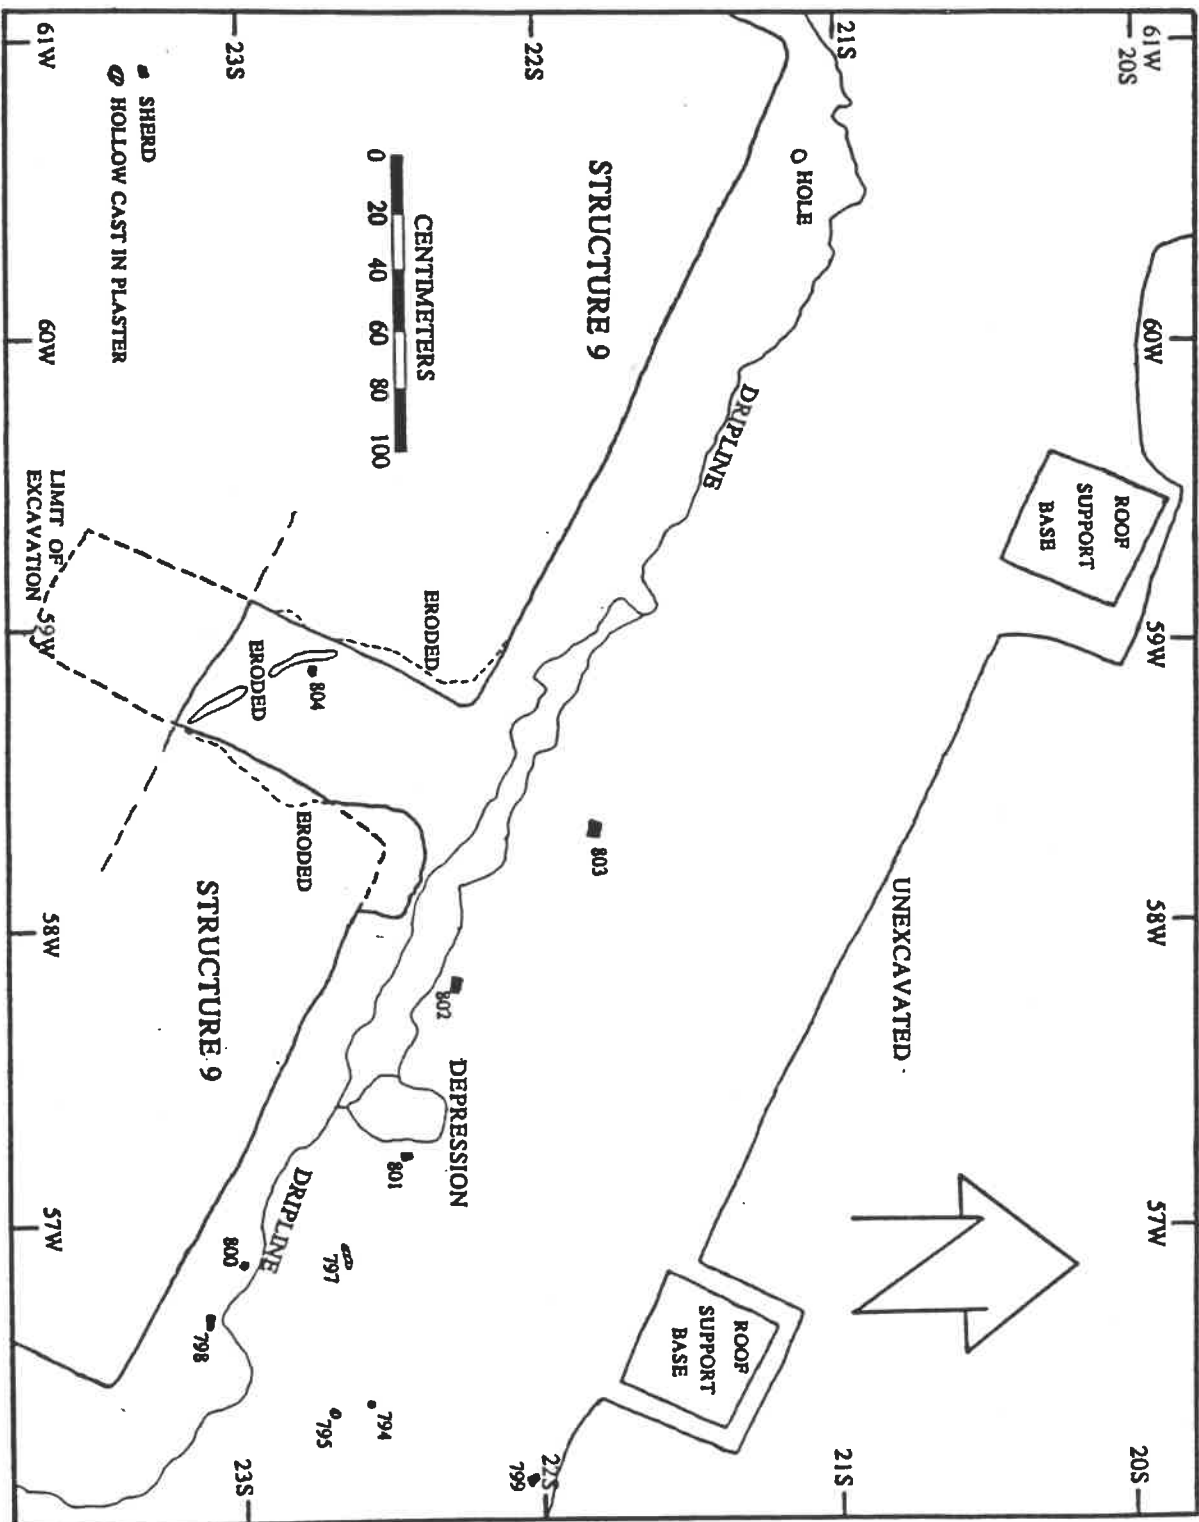 61W
60W
59W
58W
57W
20S
20S
ROOF
SUPPORT
BASE
UNEXCAVATED
ROOF
SUPPORT
BASE
21S
21S
HOLE
DRIPLINE
803
22S
22S
799
STRUCTURE 9
802
DEPRESSION
801
797
794
795
CENTIMETERS
0 20 40 60 80 100
ERODED
804
ERODED
ERODED
DRIPLINE
800
798
23S
23S
STRUCTURE 9
SHERD
HOLLOW CAST IN PLASTER
LIMIT OF
EXCAVATION
61W
60W
59W
58W
57W